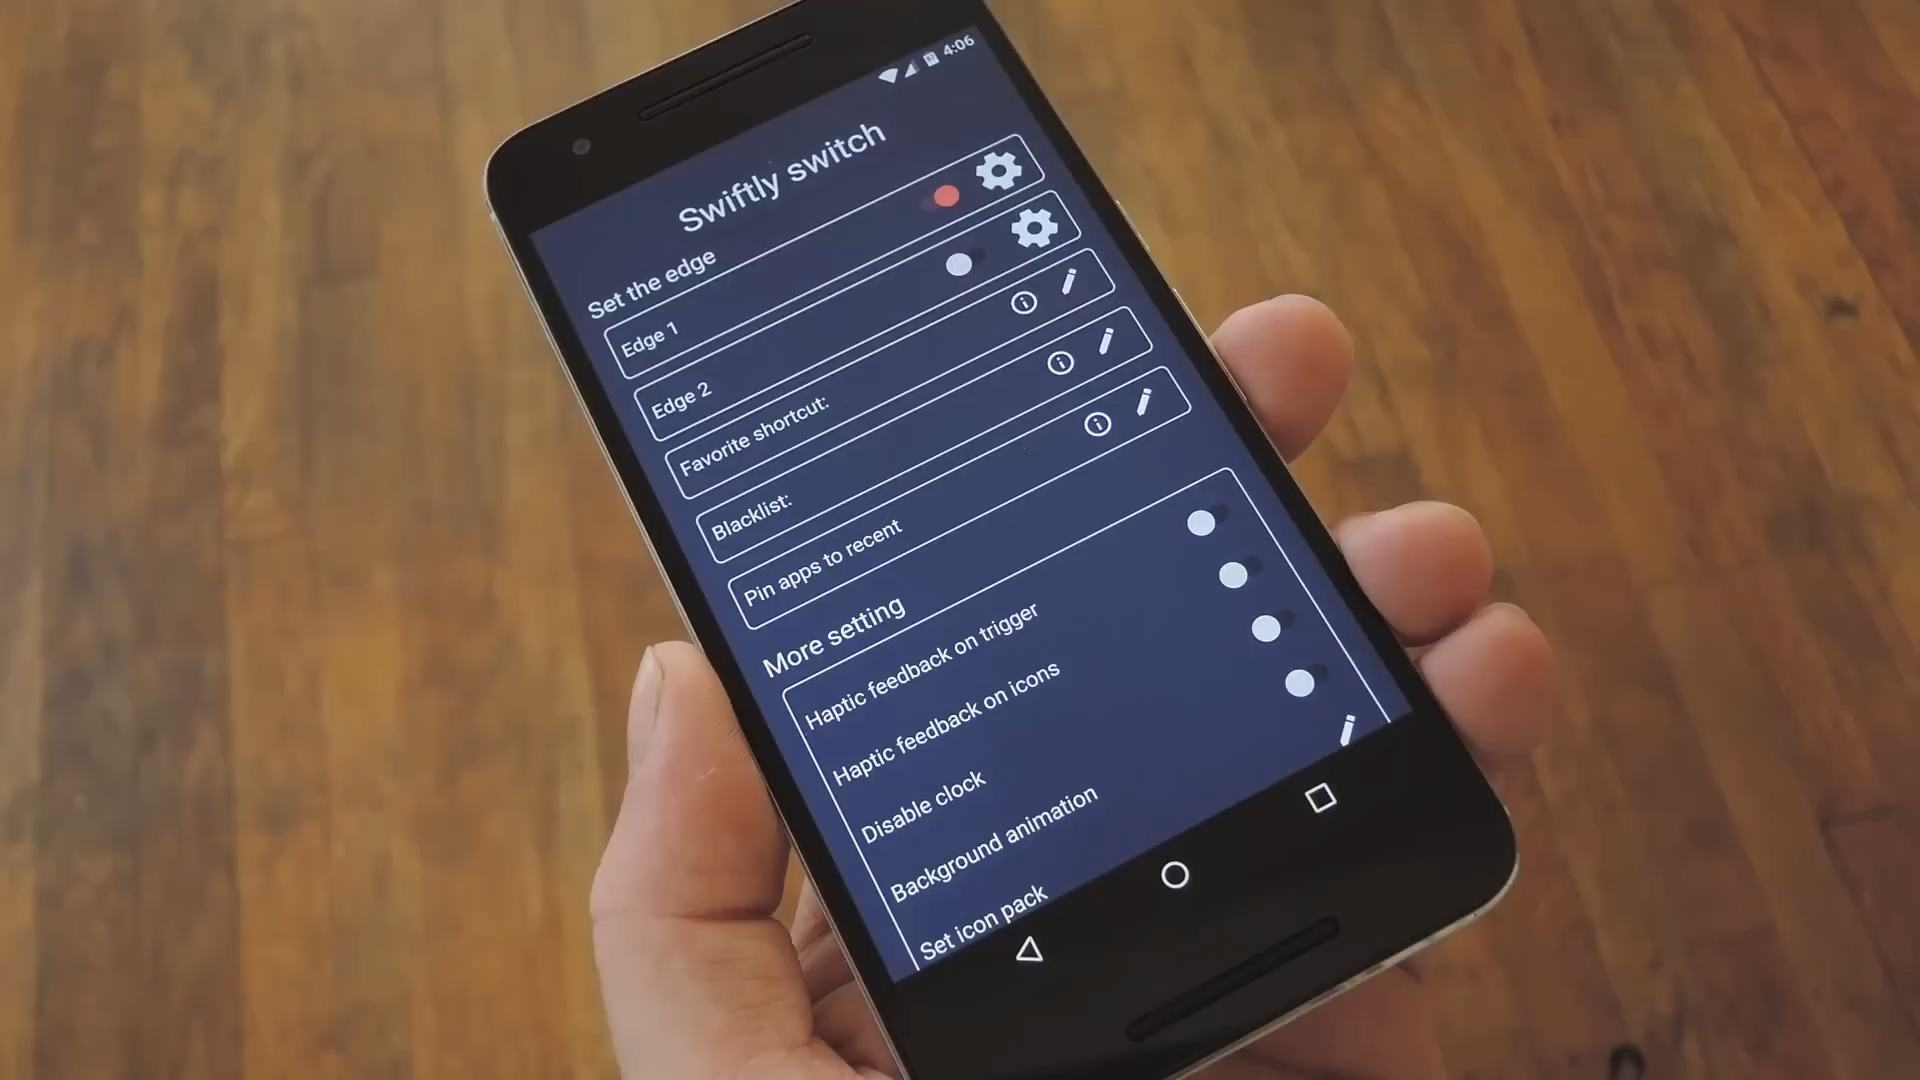 4:06
Swiftly switch
Set the edge
Edge 1
Edge 2
Favorite shortcut:
Blacklist:
Pin apps to recent
More setting
Haptic feedback on trigger
Haptic feedback on icons
Disable clock
Background animation
Set icon pack